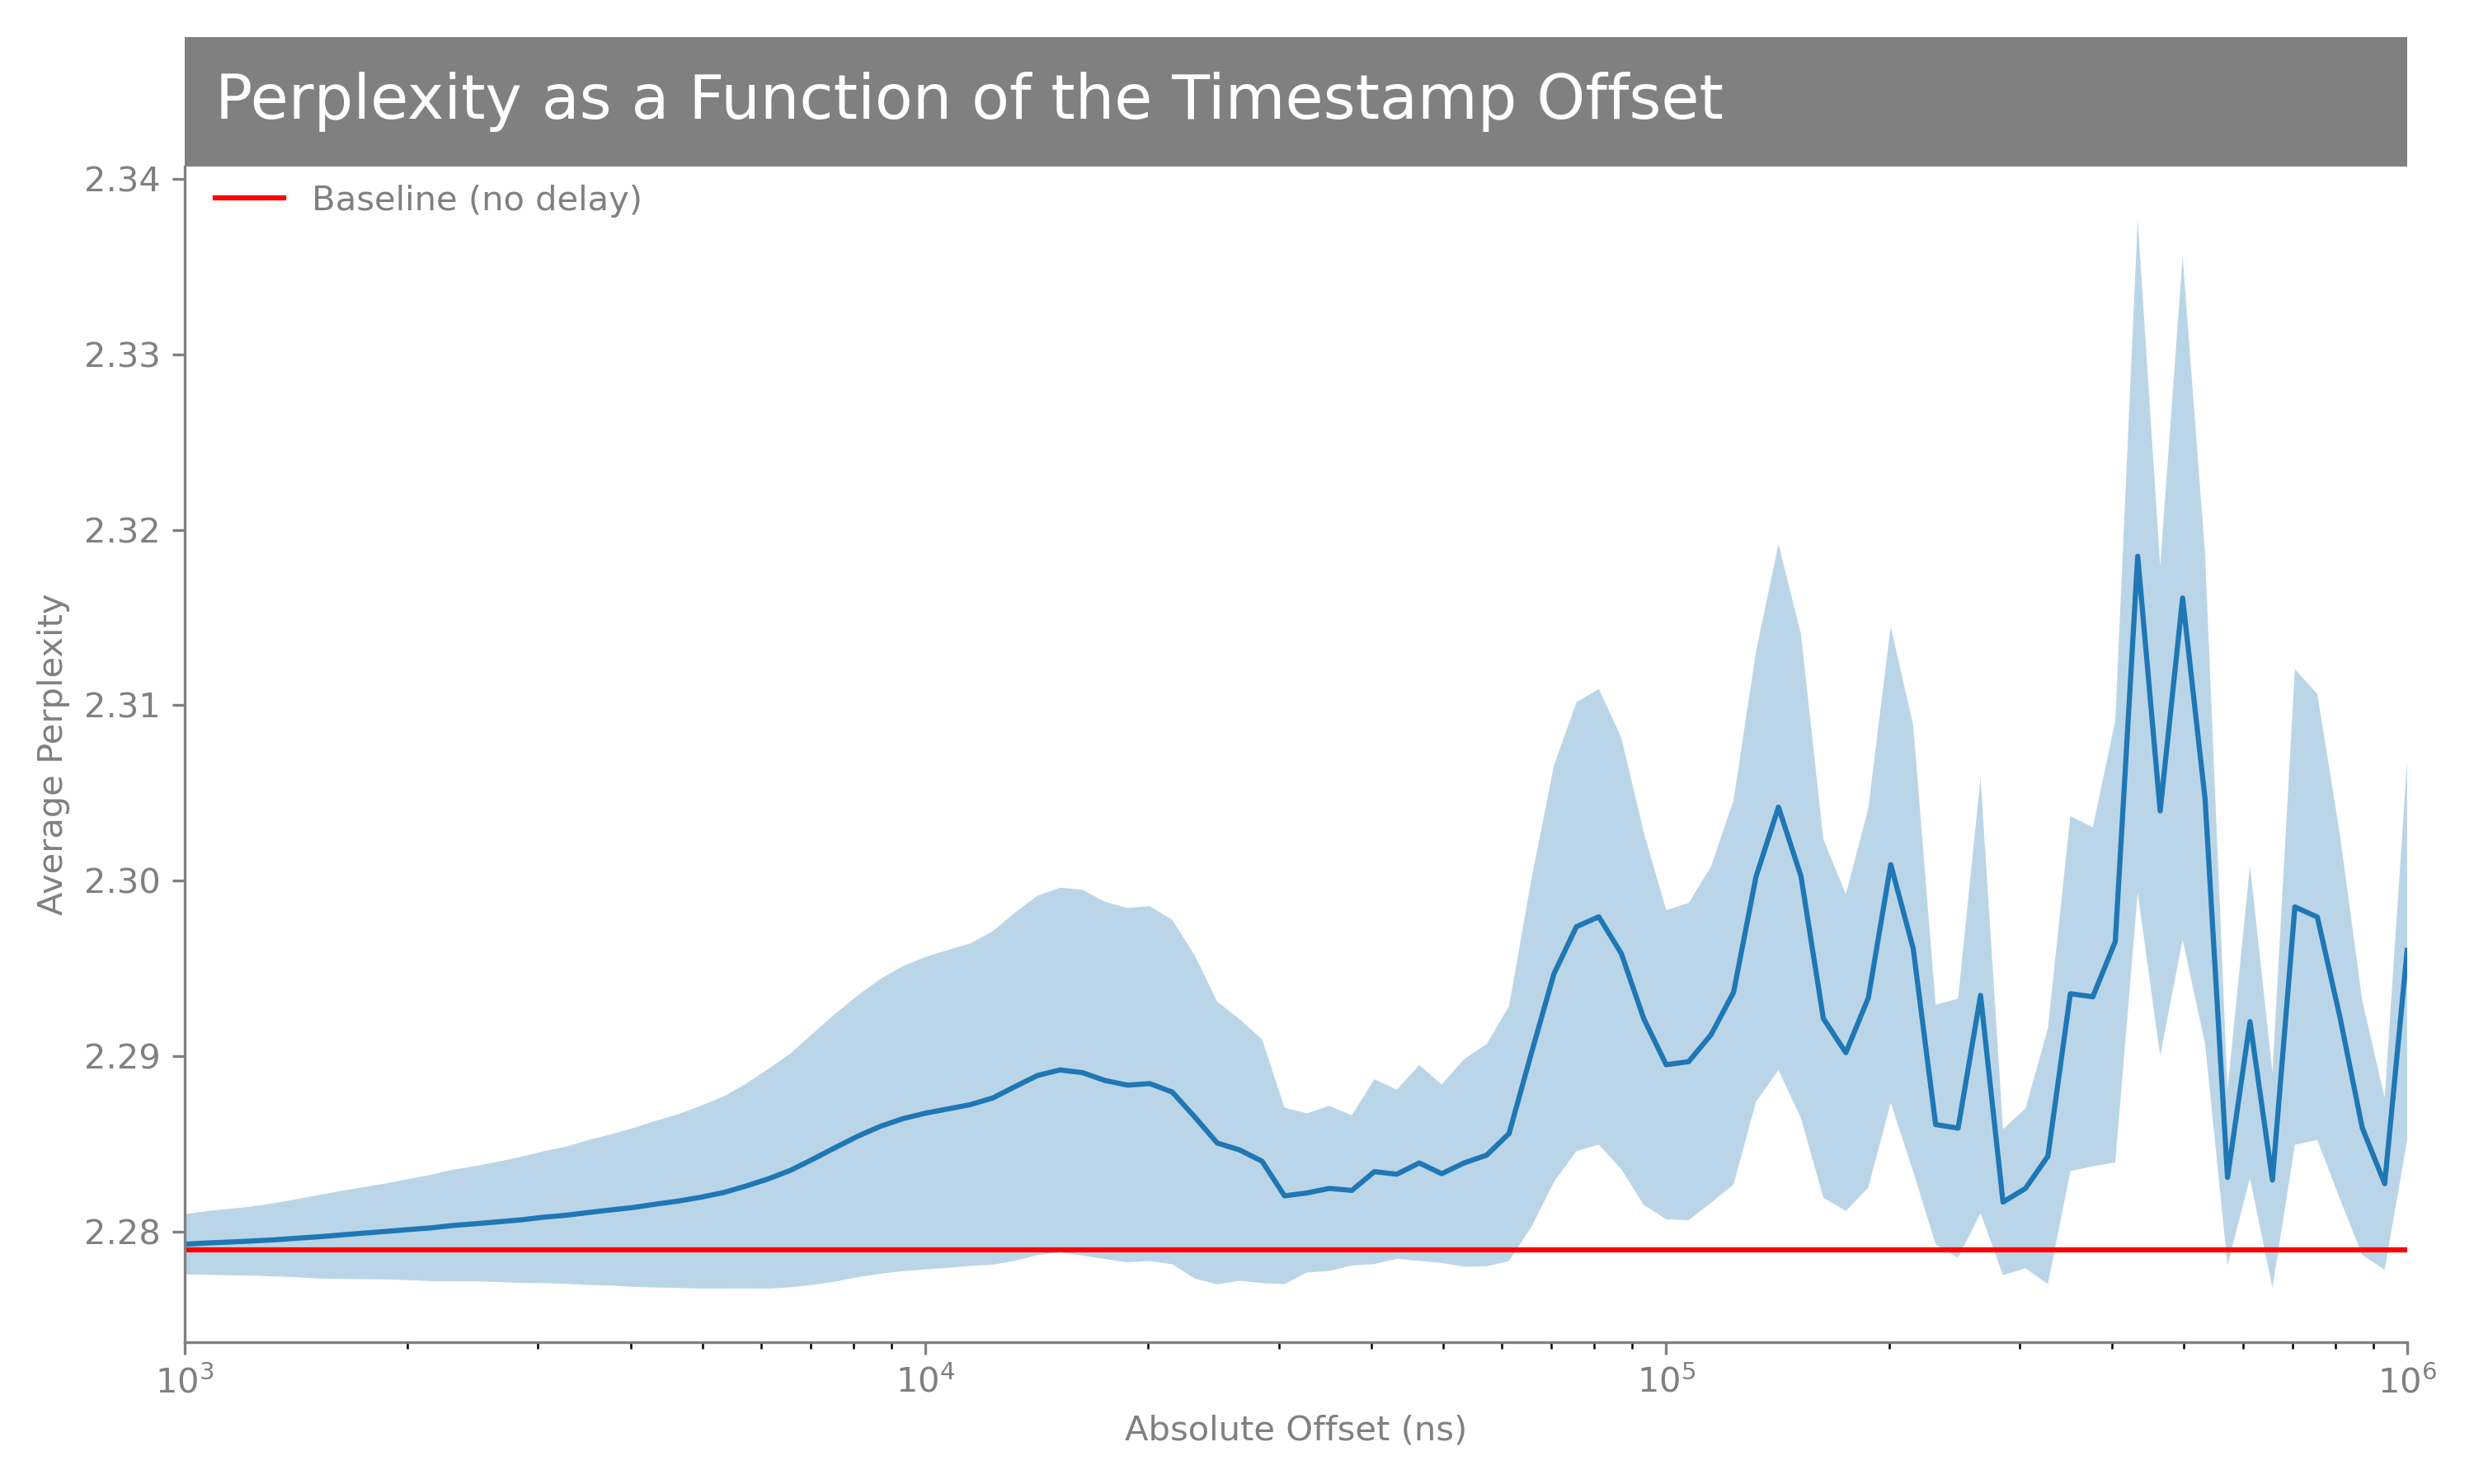 Perplexity as a Function of the Timestamp Offset
Baseline (no delay)
2.34
2.33
2.32
2.31
2.30
2.29
2.28
Average Perplexity
10³
10⁴
10⁵
10⁶
Absolute Offset (ns)